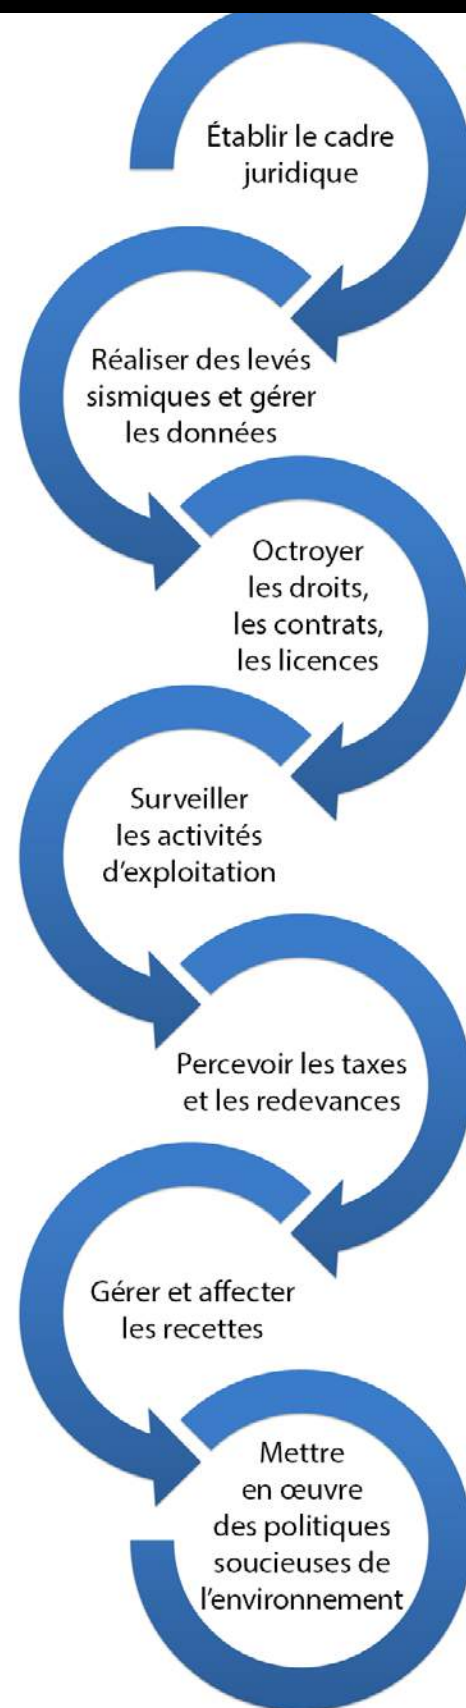 Établir le cadre
juridique
Réaliser des levés
sismiques et gérer
les données
Octroyer
les droits,
les contrats,
les licences
Surveiller
les activités
d'exploitation
Percevoir les taxes
et les redevances
Gérer et affecter
les recettes
Mettre
en œuvre
des politiques
soucieuses de
l'environnement